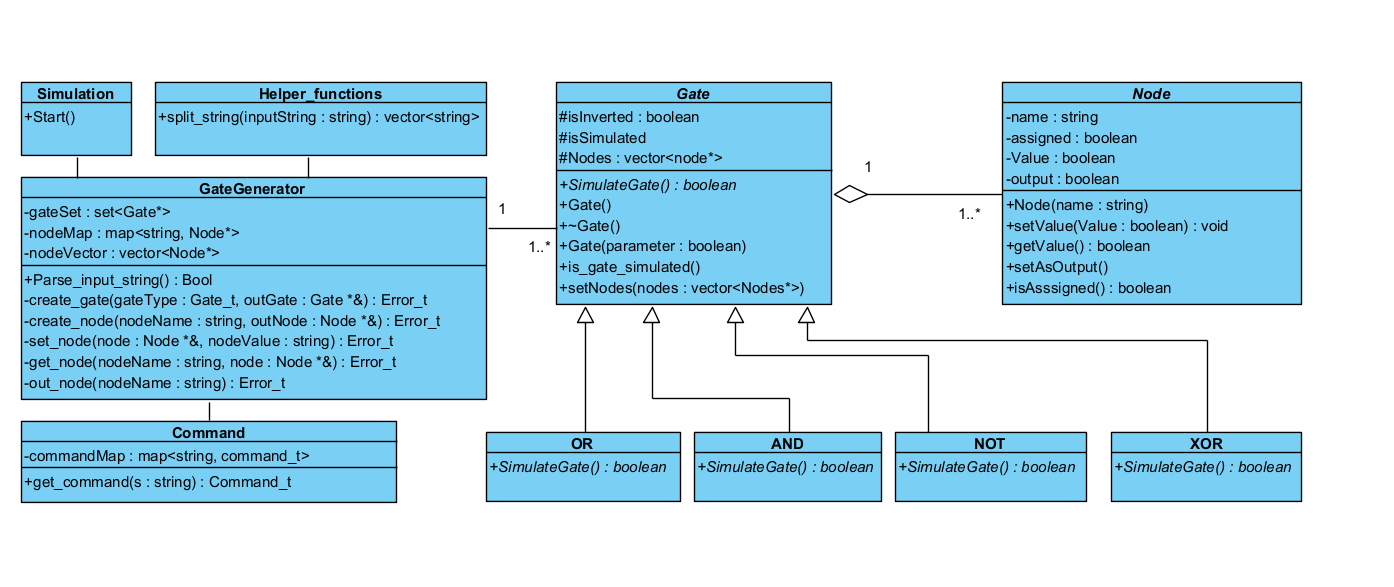 Simulation
+Start()
Helper_functions
+split_string(inputString : string) : vector<string>
GateGenerator
-gateSet : set<Gate*>
-nodeMap : map<string, Node*>
-nodeVector : vector<Node*>
+Parse_input_string() : Bool
-create_gate(gateType : Gate_t, outGate : Gate *&) : Error_t
-create_node(nodeName : string, outNode : Node *&) : Error_t
-set_node(node : Node *&, nodeValue : string) : Error_t
-get_node(nodeName : string, node : Node *&) : Error_t
-out_node(nodeName : string) : Error_t
Command
-commandMap : map<string, command_t>
+get_command(s : string) : Command_t
1
1..*
Gate
#isInverted : boolean
#isSimulated
#Nodes : vector<node*>
+SimulateGate() : boolean
+Gate()
+~Gate()
+Gate(parameter : boolean)
+is_gate_simulated()
+setNodes(nodes : vector<Nodes*>)
1
1..*
Node
-name : string
-assigned : boolean
-Value : boolean
-output : boolean
+Node(name : string)
+setValue(Value : boolean) : void
+getValue() : boolean
+setAsOutput()
+isAsssigned() : boolean
OR
+SimulateGate() : boolean
AND
+SimulateGate() : boolean
NOT
+SimulateGate() : boolean
XOR
+SimulateGate() : boolean